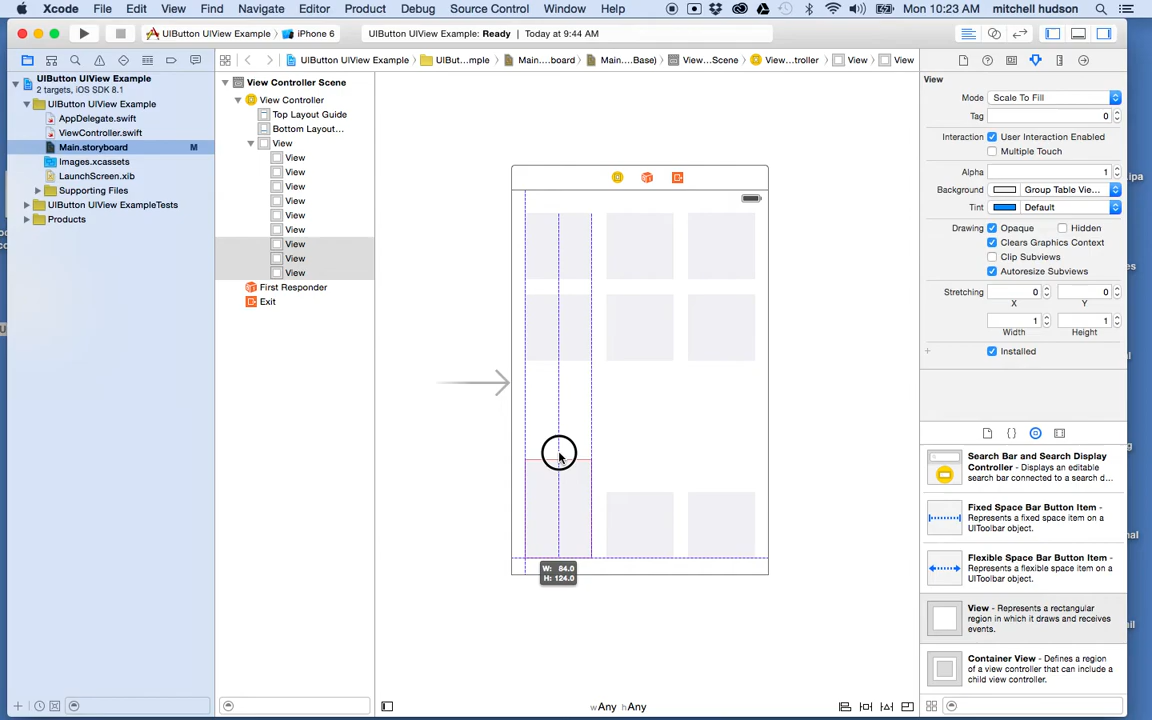 Xcode File Edit View Find Navigate Editor Product Debug Source Control Window Help Mon 10:23 AM mitchell hudson
UIButton UIView Example iPhone 6
UIButton UIView Example: Ready Today at 9:44 AM
UIButton UIView Example UIBut...mple Main....board Main....Base) View...Scene View...troller View View
UIButton UIView Example
2 targets, iOS SDK 8.1
UIButton UIView Example
AppDelegate.swift
ViewController.swift
Main.storyboard M
Images.xcassets
LaunchScreen.xib
Supporting Files
UIButton UIView ExampleTests
Products
View Controller Scene
View Controller
Top Layout Guide
Bottom Layout...
View
View
View
View
View
View
View
View
View
View
First Responder
Exit
W: 84.0
H: 124.0
wAny hAny
View
Mode Scale To Fill
Tag 0
Interaction User Interaction Enabled
Multiple Touch
Alpha 1
Background Group Table Vie...
Tint Default
Drawing Opaque Hidden
Clears Graphics Context
Clip Subviews
Autoresize Subviews
Stretching 0 0
X Y
1 1
Width Height
Installed
Search Bar and Search Display
Controller - Displays an editable
search bar connected to a search d...
Fixed Space Bar Button Item -
Represents a fixed space item on a
UIToolbar object.
Flexible Space Bar Button Item -
Represents a flexible space item on a
UIToolbar object.
View - Represents a rectangular
region in which it draws and receives
events.
Container View - Defines a region
of a view controller that can include a
child view controller.